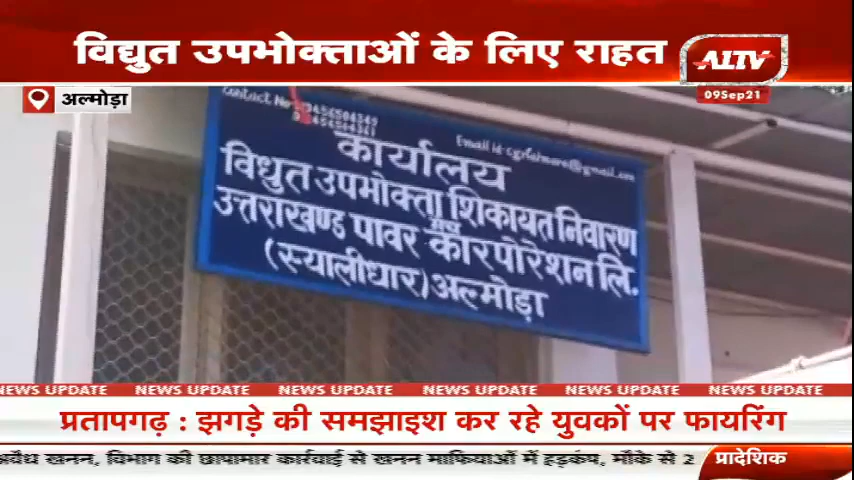 विद्युत उपभोक्ताओं के लिए राहत
ALTV
09Sep21
अल्मोड़ा
कार्यालय
विधुत उपभोक्ता शिकायत निवारण
मंच
उत्तराखण्ड पावर कारपोरेशन लि.
(स्यालीधार) अल्मोड़ा
NEWS UPDATE NEWS UPDATE NEWS UPDATE NEWS UPDATE NEWS UPDATE NEWS UPDATE
प्रतापगढ़ : झगड़े की समझाइश कर रहे युवकों पर फायरिंग
अवैध खनन, विभाग की छापामार कार्रवाई से खनन माफियाओं में हड़कंप, मौके से 2
प्रादेशिक